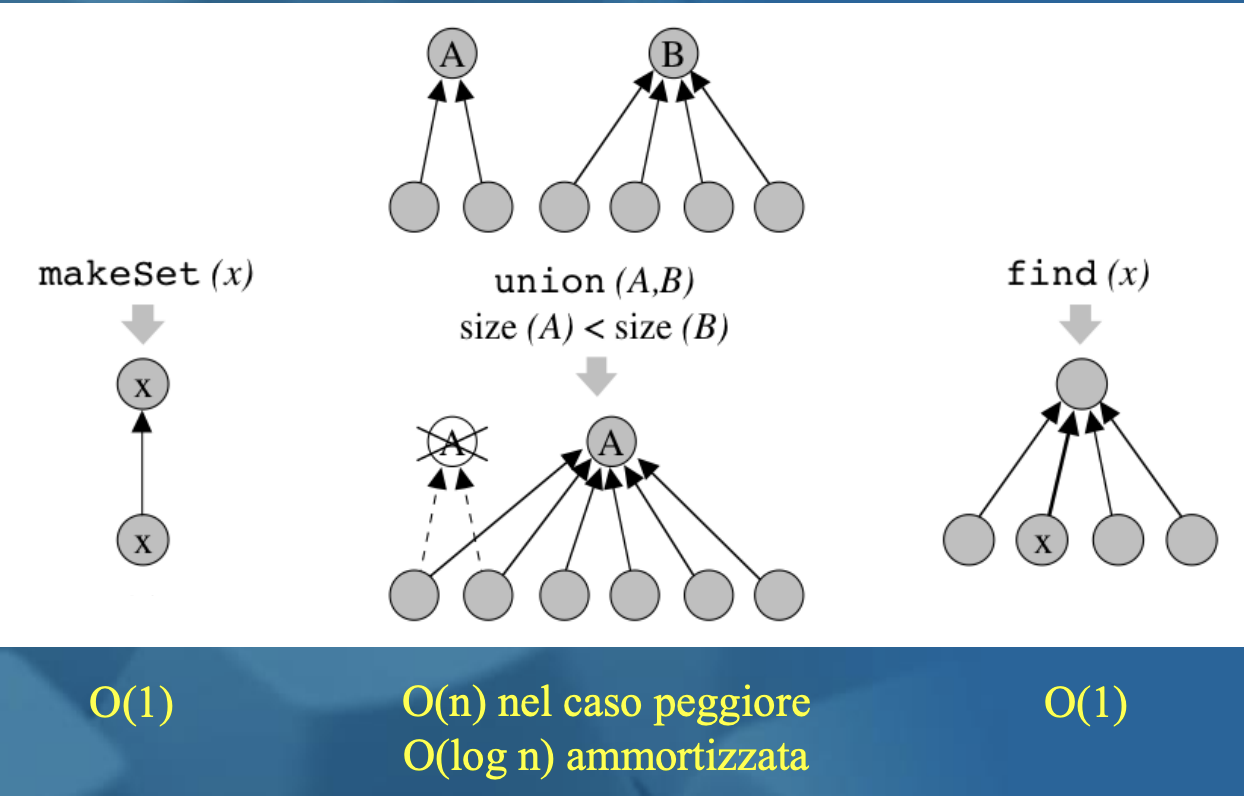 A
B
makeSet (x)
union (A,B)
size (A) < size (B)
find (x)
x
A
A
x
x
O(1)
O(n) nel caso peggiore
O(log n) ammortizzata
O(1)